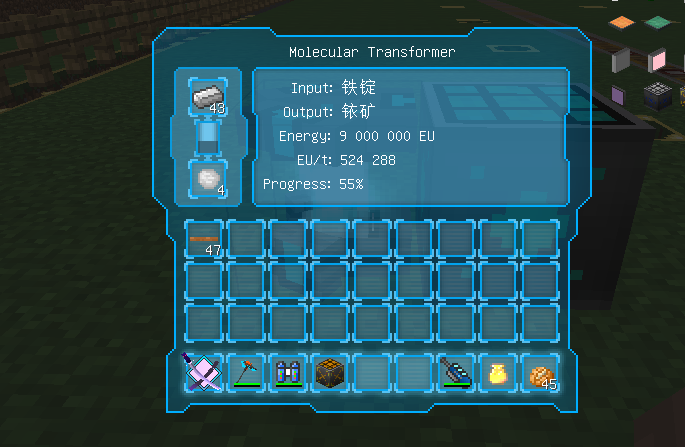 Molecular Transformer
43
Input: 铁锭
Output: 铱矿
Energy: 9 000 000 EU
EU/t: 524 288
Progress: 55%
4
47
45